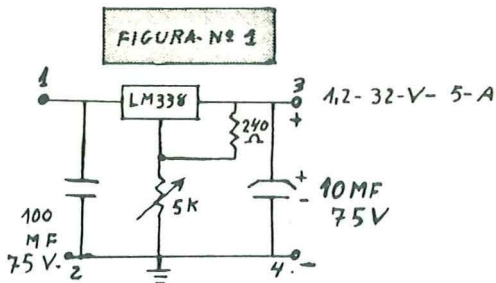 FIGURA. Nº 1
1
LM338
3
1,2-32-V-5-A
+
240
Ω
5K
+
10MF
-
75V
100
MF
75V.
2
4.-